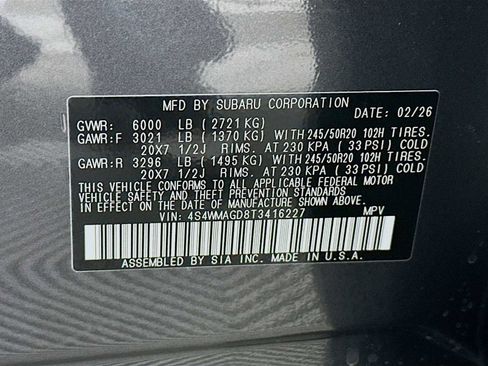 MFD BY SUBARU CORPORATION
DATE: 02/26
GVWR: 6000 LB (2721 KG)
GAWR:F 3021 LB (1370 KG) WITH 245/50R20 102H TIRES.
20X7 1/2J RIMS. AT 230 KPA (33 PSI) COLD
GAWR:R 3296 LB (1495 KG) WITH 245/50R20 102H TIRES.
20X7 1/2J RIMS. AT 230 KPA (33 PSI) COLD
THIS VEHICLE CONFORMS TO ALL APPLICABLE FEDERAL MOTOR
VEHICLE SAFETY AND THEFT PREVENTION STANDARDS IN
EFFECT ON THE DATE OF MANUFACTURE SHOWN ABOVE.
VIN: 4S4WMAGD8T3416227 MPV
ASSEMBLED BY SIA INC. MADE IN U.S.A.